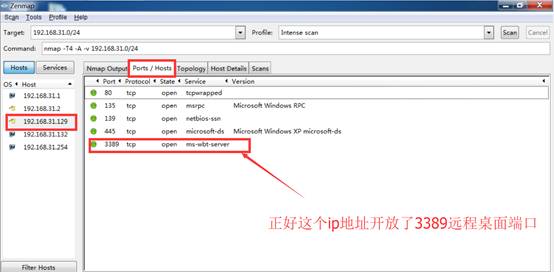 Zenmap
Scan Tools Profile Help
Target: 192.168.31.0/24 Profile: Intense scan Scan Cancel
Command: nmap -T4 -A -v 192.168.31.0/24
Hosts Services Nmap Output Ports / Hosts Topology Host Details Scans
OS Host Port Protocol State Service Version
192.168.31.1 80 tcp open tcpwrapped
192.168.31.2 135 tcp open msrpc Microsoft Windows RPC
192.168.31.129 139 tcp open netbios-ssn
192.168.31.132 445 tcp open microsoft-ds Microsoft Windows XP microsoft-ds
192.168.31.254 3389 tcp open ms-wbt-server
正好这个ip地址开放了3389远程桌面端口
Filter Hosts